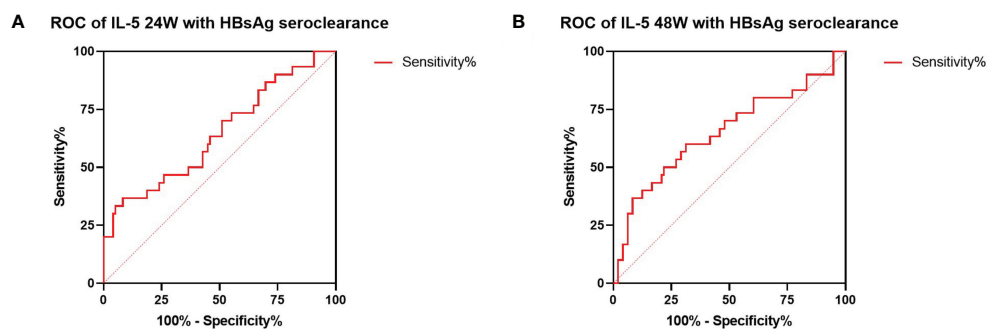 A
ROC of IL-5 24W with HBsAg seroclearance
100
75
50
25
0
Sensitivity%
0 25 50 75 100
100% - Specificity%
Sensitivity%
B
ROC of IL-5 48W with HBsAg seroclearance
100
75
50
25
0
Sensitivity%
0 25 50 75 100
100% - Specificity%
Sensitivity%